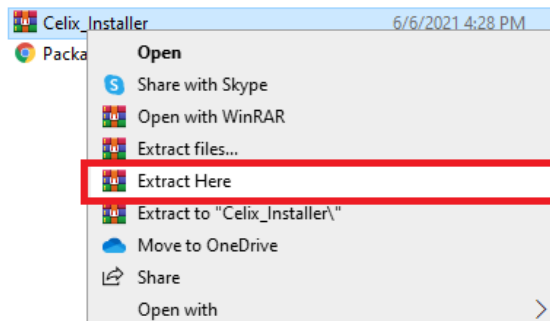 Celix_Installer 6/6/2021 4:28 PM
Packa
Open
Share with Skype
Open with WinRAR
Extract files...
Extract Here
Extract to "Celix_Installer\"
Move to OneDrive
Share
Open with